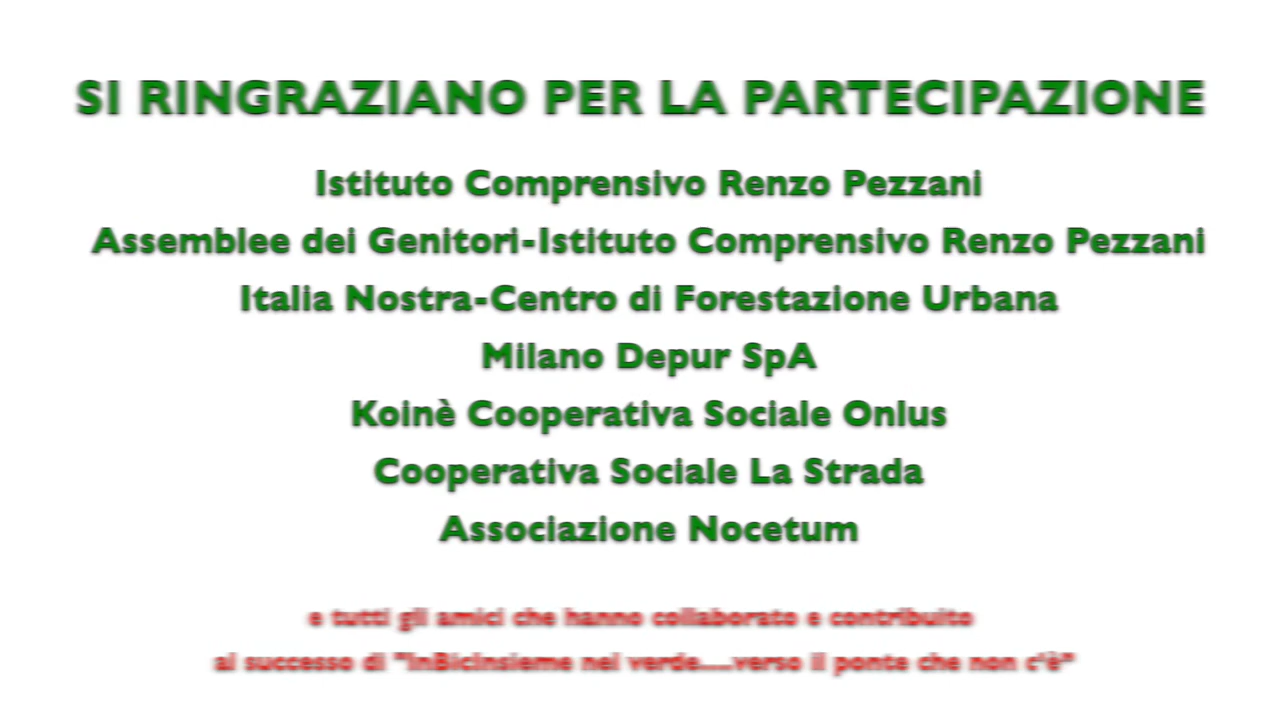 SI RINGRAZIANO PER LA PARTECIPAZIONE
Istituto Comprensivo Renzo Pezzani
Assemblee dei Genitori-Istituto Comprensivo Renzo Pezzani
Italia Nostra-Centro di Forestazione Urbana
Milano Depur SpA
Koinè Cooperativa Sociale Onlus
Cooperativa Sociale La Strada
Associazione Nocetum
e tutti gli amici che hanno collaborato e contribuito
al successo di "InBicInsieme nel verde....verso il ponte che non c'è"